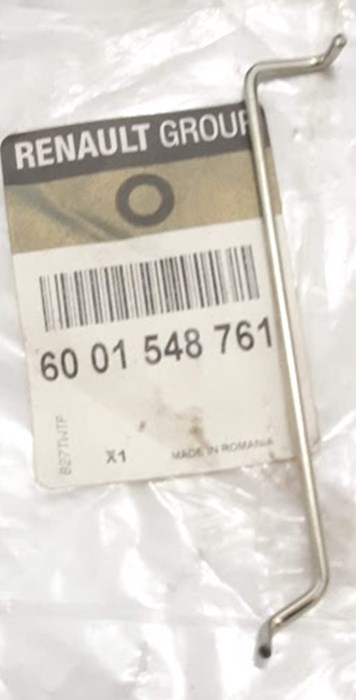 RENAULT GROUP
60 01 548 761
X1
MADE IN ROMANIA